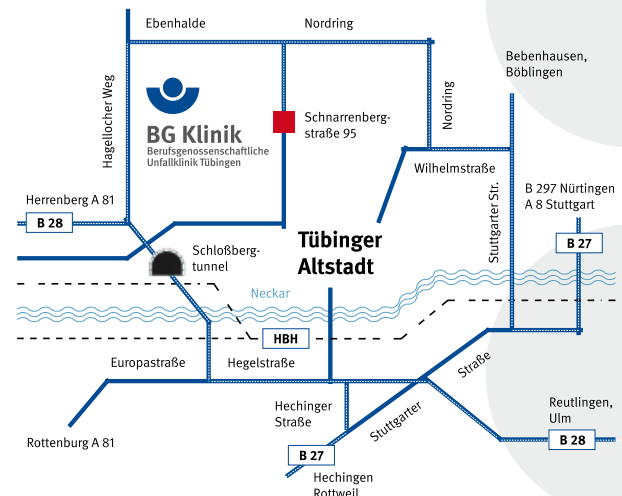 Ebenhalde
Nordring
Bebenhausen,
Böblingen
Hagellocher Weg
Nordring
BG Klinik
Berufsgenossenschaftliche
Unfallklinik Tübingen
Schnarrenberg-
straße 95
Wilhelmstraße
Herrenberg A 81
B 28
Stuttgarter Str.
B 297 Nürtingen
A 8 Stuttgart
B 27
Schloßberg-
tunnel
Tübinger
Altstadt
Neckar
HBH
Europastraße
Hegelstraße
Straße
Stuttgarter
Hechinger
Straße
Reutlingen,
Ulm
B 28
Rottenburg A 81
B 27
Hechingen
Rottweil